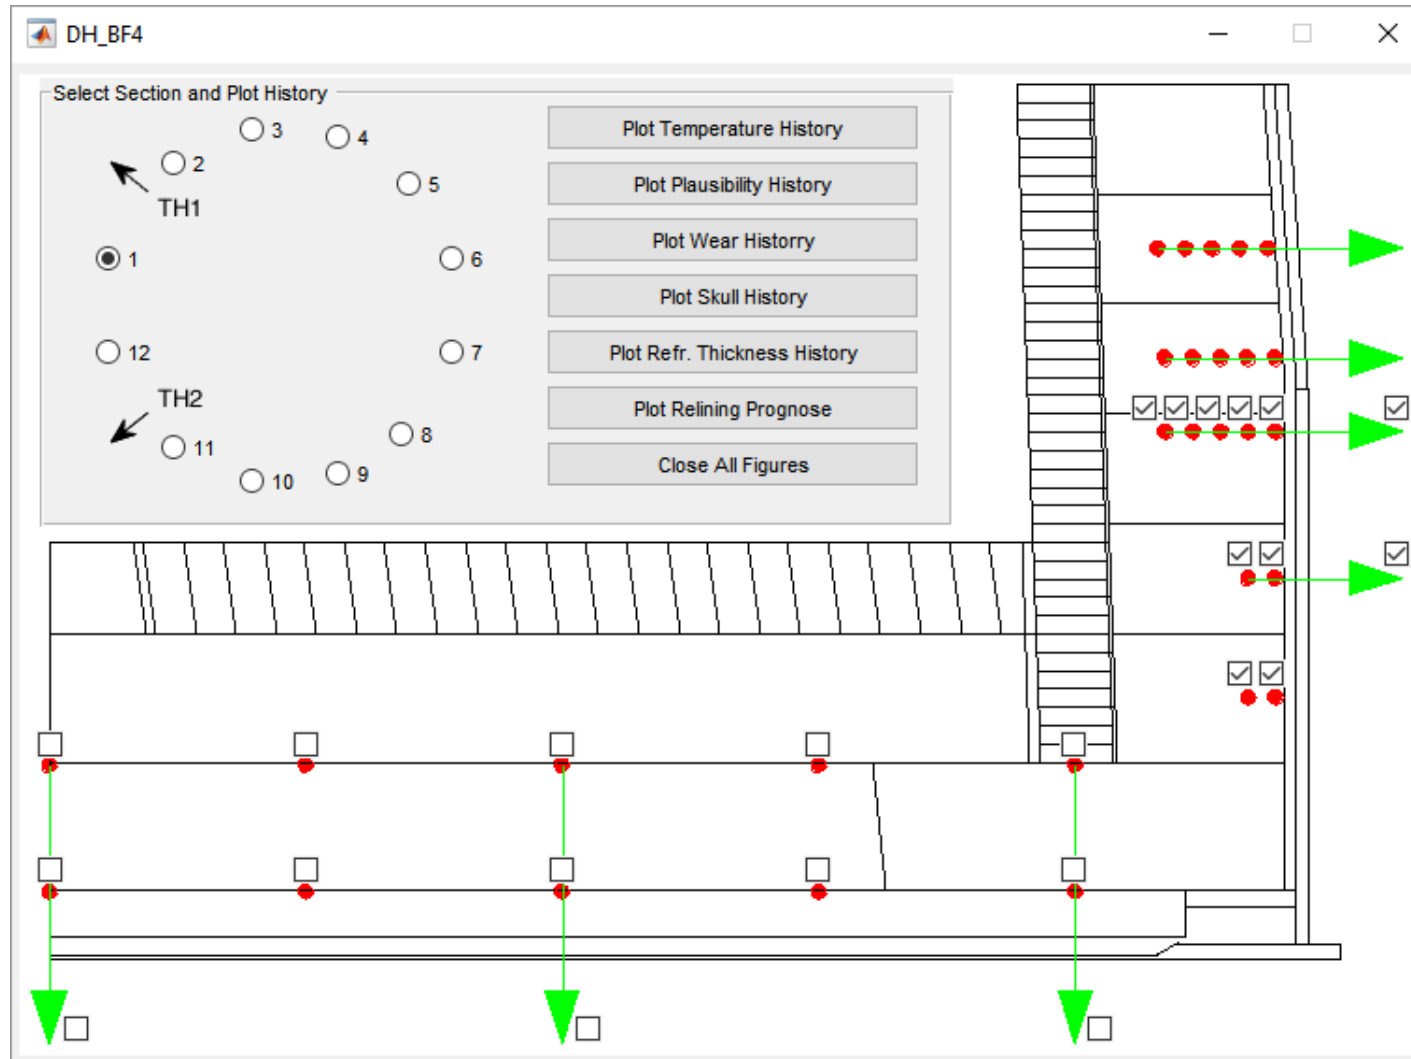 DH_BF4
Select Section and Plot History
3
4
2
5
TH1
1
6
12
7
TH2
11
8
10
9
Plot Temperature History
Plot Plausibility History
Plot Wear Historry
Plot Skull History
Plot Refr. Thickness History
Plot Relining Prognose
Close All Figures